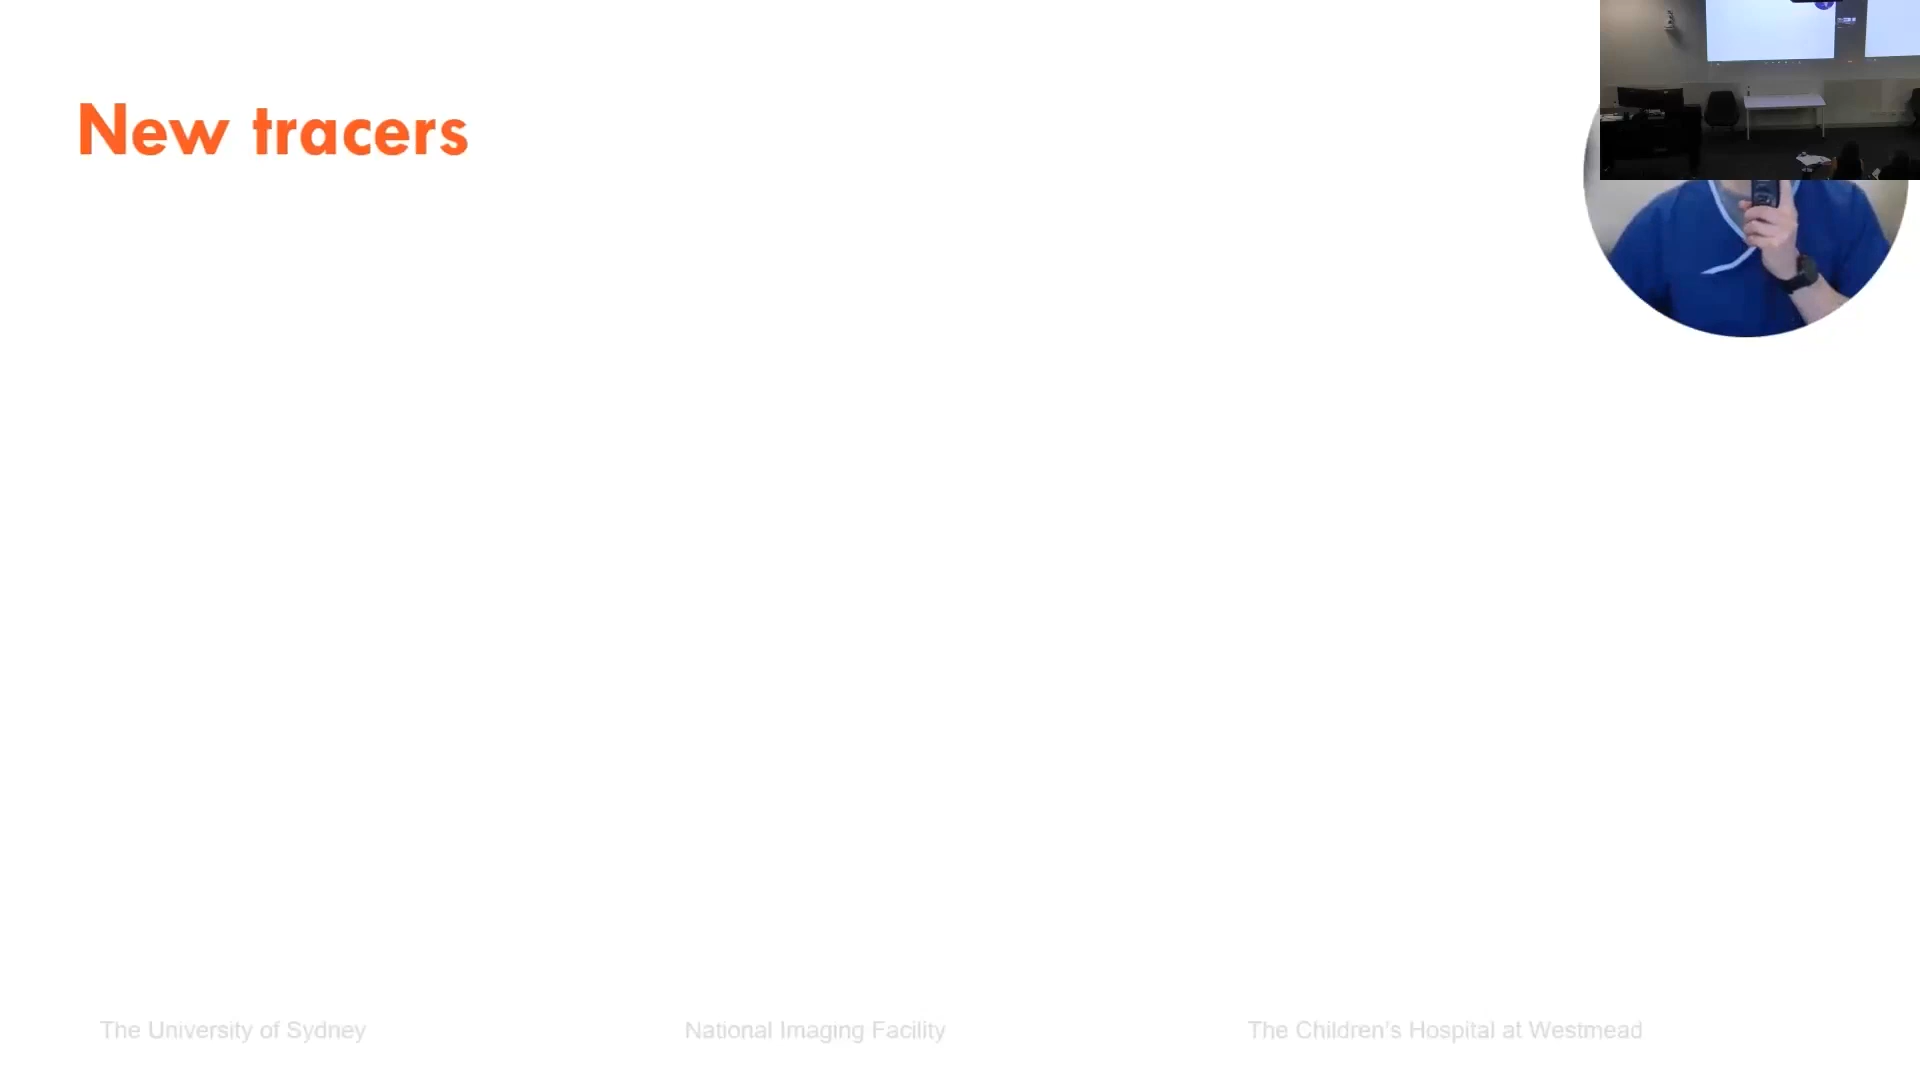 New tracers
The University of Sydney
National Imaging Facility
The Children's Hospital at Westmead